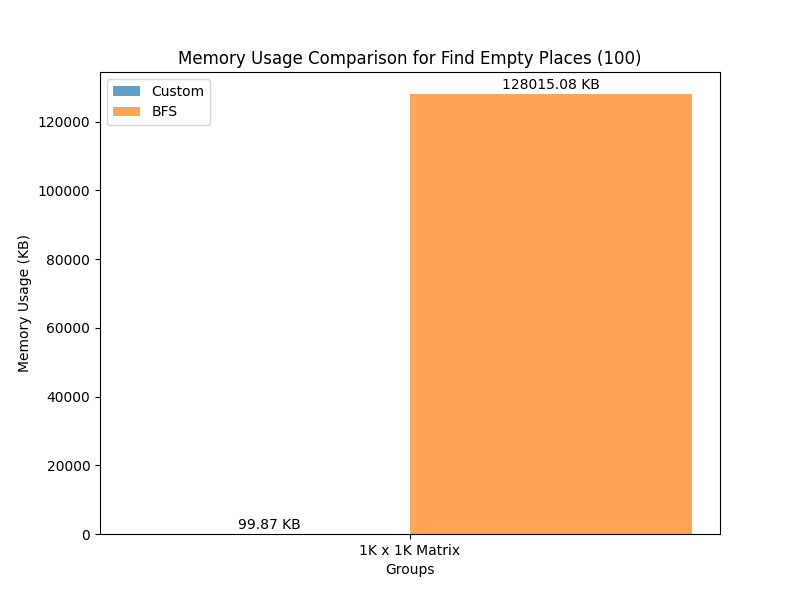 Memory Usage Comparison for Find Empty Places (100)
Custom
BFS
128015.08 KB
99.87 KB
120000
100000
80000
60000
40000
20000
0
Memory Usage (KB)
1K x 1K Matrix
Groups